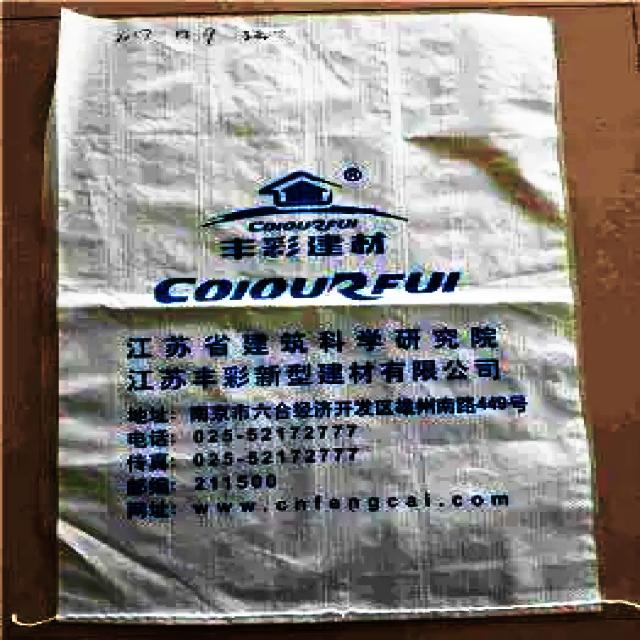 ®
COlOURFUl
丰彩建材
COlOURFUl
江苏省建筑科学研究院
江苏丰彩新型建材有限公司
地址：南京市六合经济开发区雄州南路449号
电话：025-52172777
传真：025-52172777
邮编：211500
网址：www.cnfengcai.com